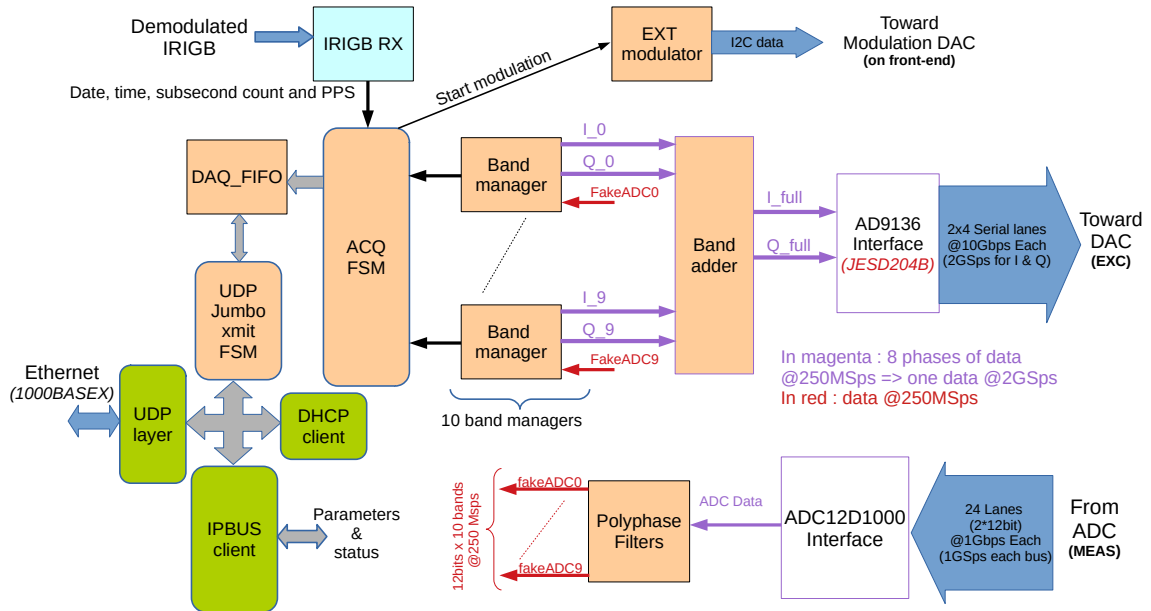 Demodulated
IRIGB
IRIGB RX
EXT
modulator
I2C data
Toward
Modulation DAC
(on front-end)
Date, time, subsecond count and PPS
Start modulation
DAQ_FIFO
ACQ
FSM
Band
manager
I_0
Q_0
FakeADC0
Band
adder
I_full
Q_full
AD9136
Interface
(JESD204B)
2x4 Serial lanes
@10Gbps Each
(2GSps for I & Q)
Toward
DAC
(EXC)
UDP
Jumbo
xmit
FSM
Band
manager
I_9
Q_9
FakeADC9
10 band managers
In magenta : 8 phases of data
@250MSps => one data @2GSps
In red : data @250MSps
Ethernet
(1000BASEX)
UDP
layer
DHCP
client
IPBUS
client
Parameters
&
status
12bits x 10 bands
@250 Msps
fakeADC0
fakeADC9
Polyphase
Filters
ADC Data
ADC12D1000
Interface
24 Lanes
(2*12bit)
@1Gbps Each
(1GSps each bus)
From
ADC
(MEAS)